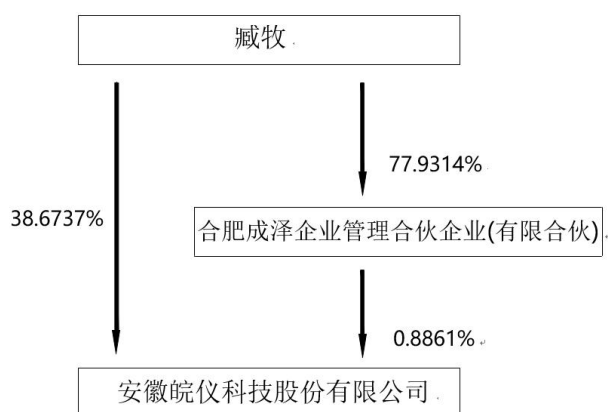 臧牧
77.9314%
38.6737%
合肥成泽企业管理合伙企业(有限合伙)
0.8861%
安徽皖仪科技股份有限公司